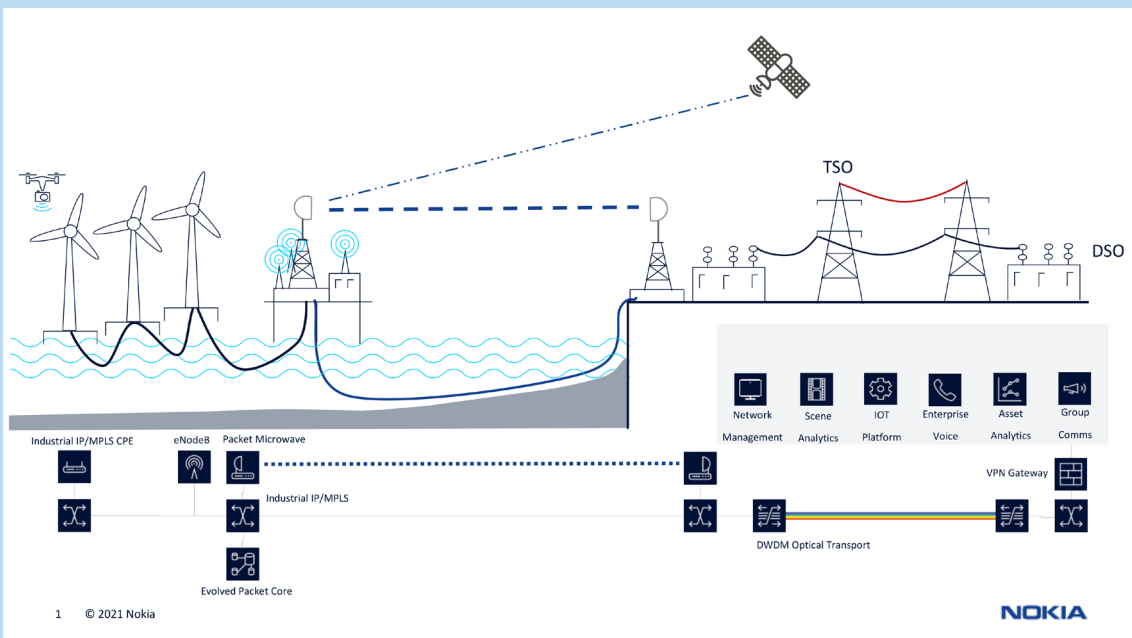 TSO
DSO
Network
Management
Scene
Analytics
IOT
Platform
Enterprise
Voice
Asset
Analytics
Group
Comms
Industrial IP/MPLS CPE
eNodeB
Packet Microwave
VPN Gateway
Industrial IP/MPLS
DWDM Optical Transport
Evolved Packet Core
1 © 2021 Nokia
NOKIA